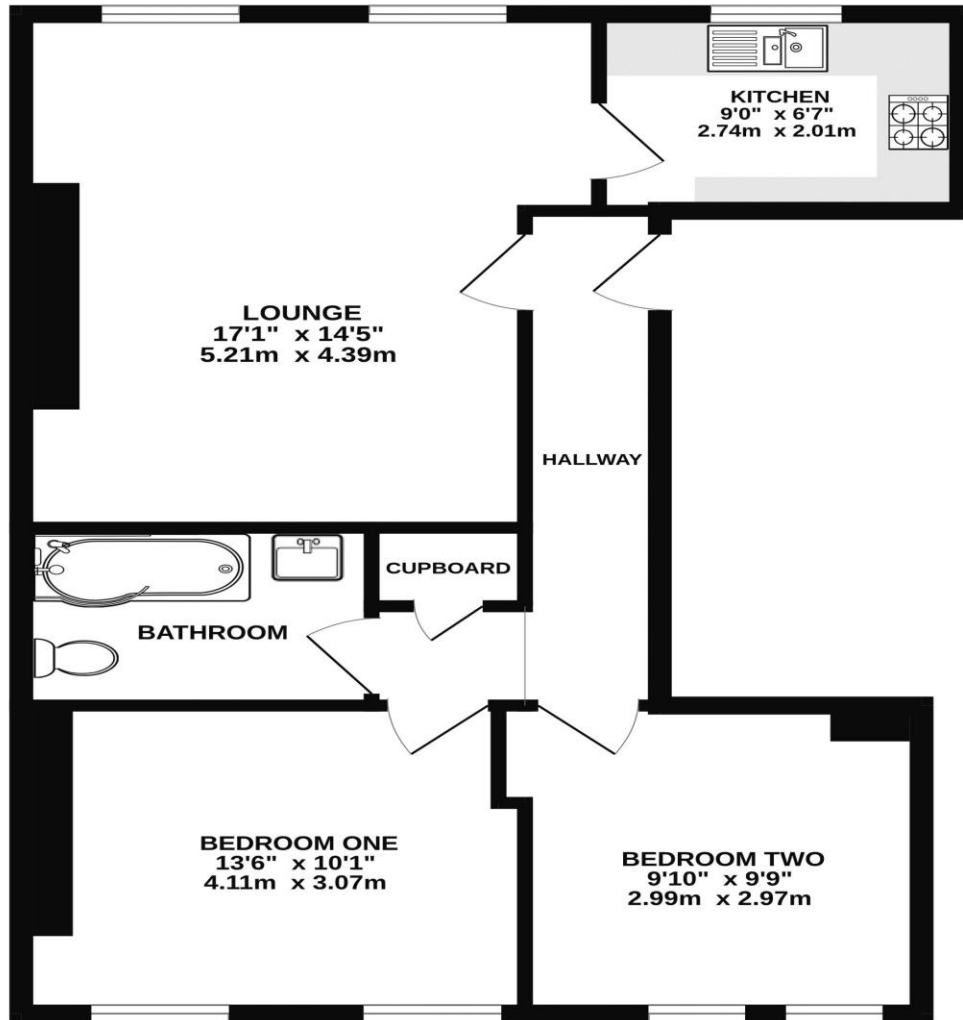 KITCHEN
9'0" x 6'7"
2.74m x 2.01m
LOUNGE
17'1" x 14'5"
5.21m x 4.39m
HALLWAY
CUPBOARD
BATHROOM
BEDROOM ONE
13'6" x 10'1"
4.11m x 3.07m
BEDROOM TWO
9'10" x 9'9"
2.99m x 2.97m